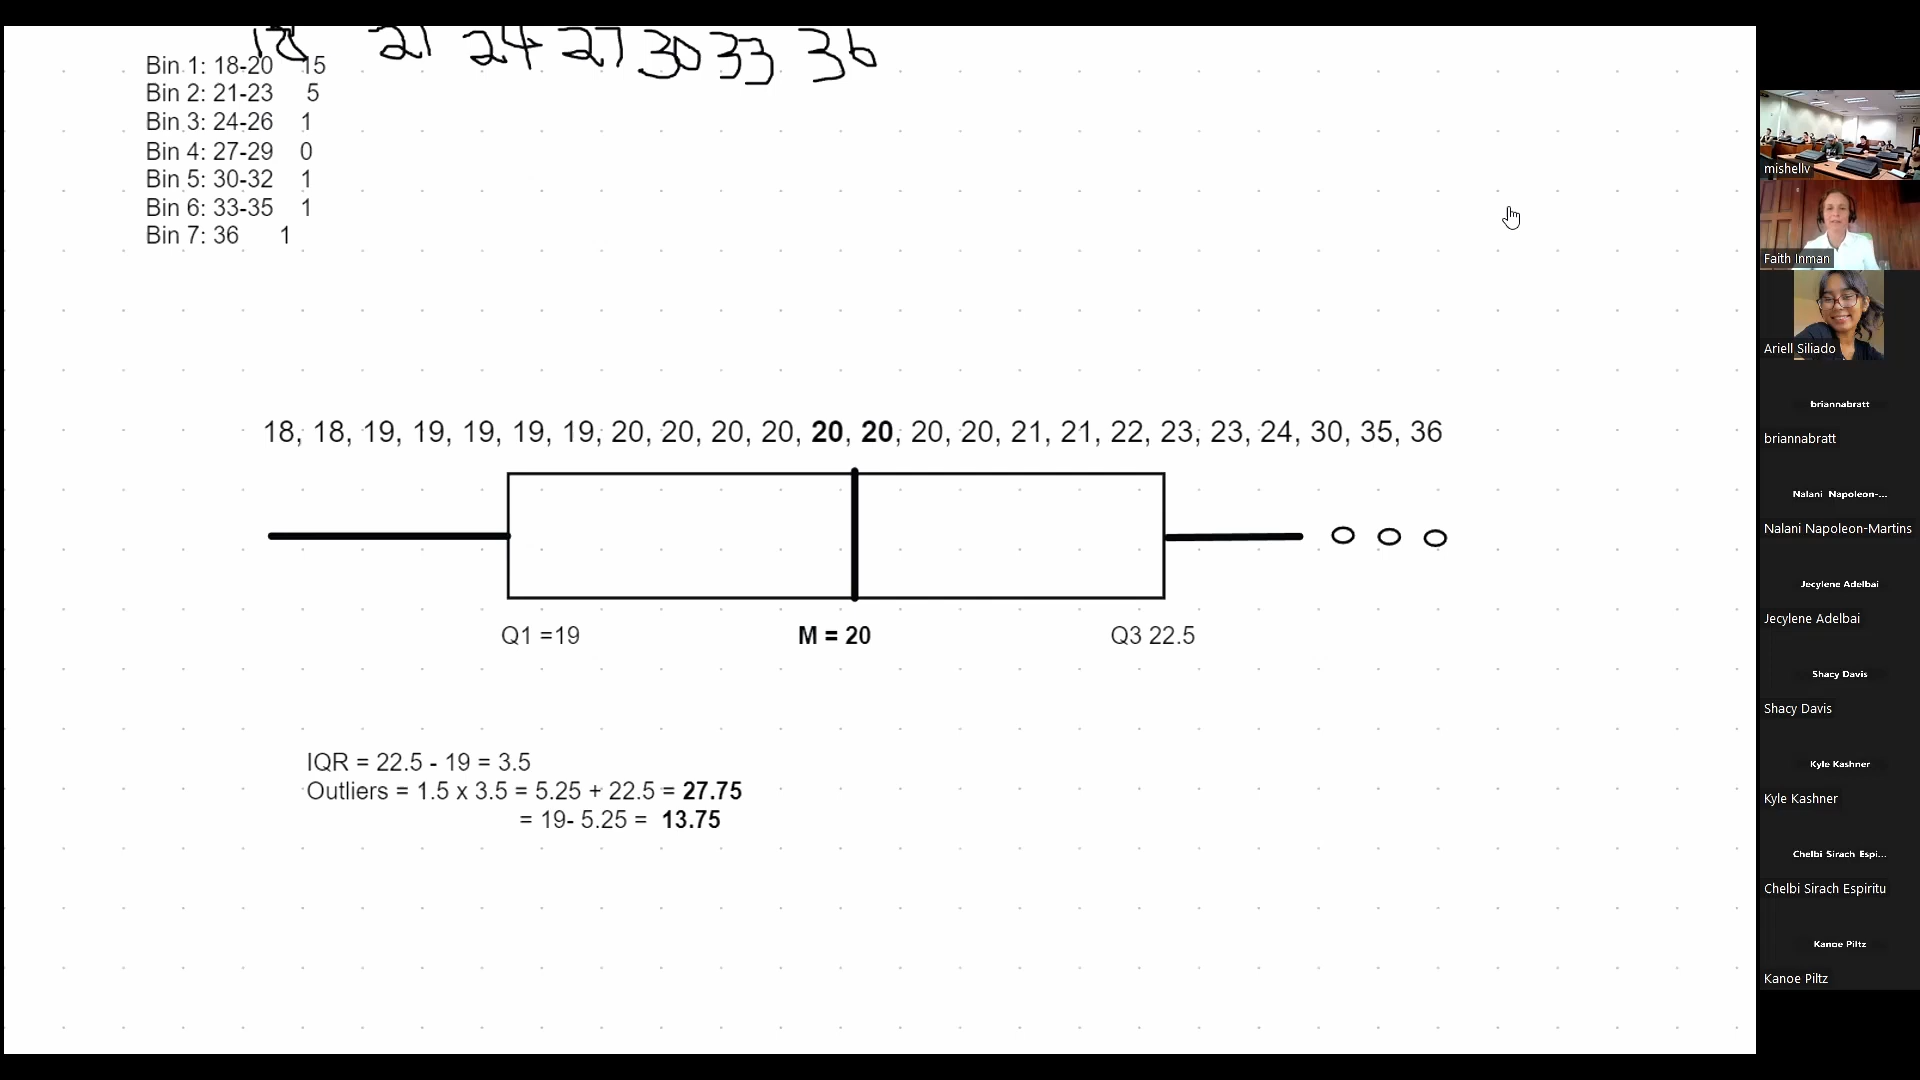 18 21 24 27 30 33 36
Bin 1: 18-20 15
Bin 2: 21-23 5
Bin 3: 24-26 1
Bin 4: 27-29 0
Bin 5: 30-32 1
Bin 6: 33-35 1
Bin 7: 36 1
18, 18, 19, 19, 19, 19, 19, 20, 20, 20, 20, 20, 20, 20, 20, 21, 21, 22, 23, 23, 24, 30, 35, 36
Q1 =19 M = 20 Q3 22.5
IQR = 22.5 - 19 = 3.5
Outliers = 1.5 x 3.5 = 5.25 + 22.5 = 27.75
= 19- 5.25 = 13.75
mishellv
Faith Inman
Ariell Siliado
briannabratt
briannabratt
Nalani Napoleon-...
Nalani Napoleon-Martins
Jecylene Adelbai
Jecylene Adelbai
Shacy Davis
Shacy Davis
Kyle Kashner
Kyle Kashner
Chelbi Sirach Espi...
Chelbi Sirach Espiritu
Kanoe Piltz
Kanoe Piltz